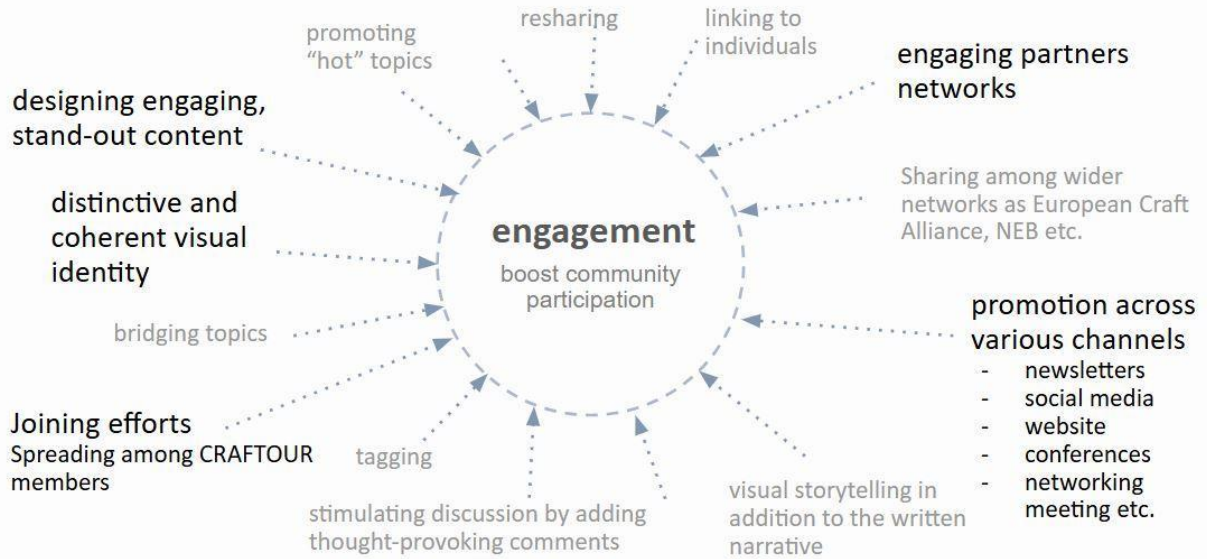 resharing
linking to
individuals
promoting
“hot” topics
engaging partners
networks
designing engaging,
stand-out content
Sharing among wider
networks as European Craft
Alliance, NEB etc.
distinctive and
coherent visual
identity
engagement
boost community
participation
bridging topics
promotion across
various channels
- newsletters
- social media
- website
- conferences
- networking
meeting etc.
Joining efforts
Spreading among CRAFTOUR
members
tagging
stimulating discussion by adding
thought-provoking comments
visual storytelling in
addition to the written
narrative